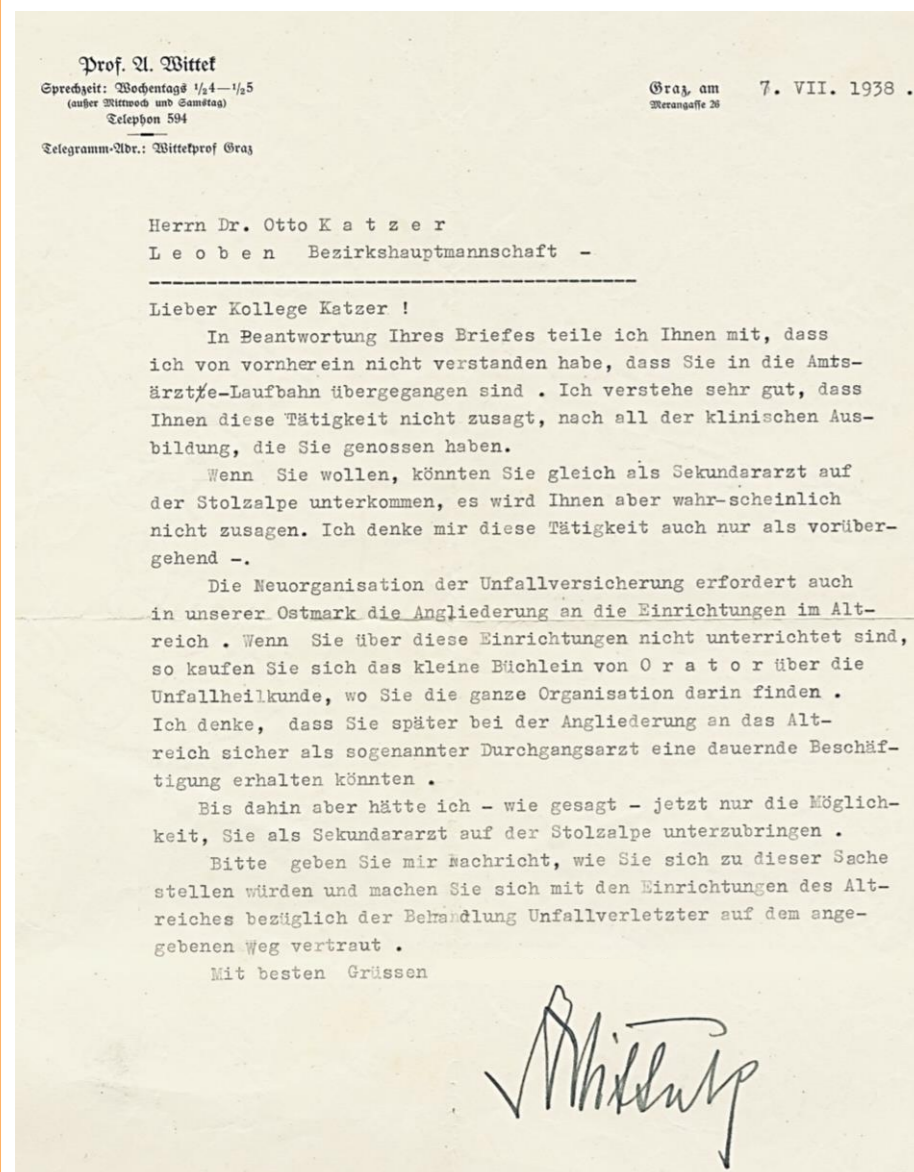 Prof. A. Wittek
Sprechzeit: Wochentags 1/2 4—1/2 5
(außer Mittwoch und Samstag)
Telephon 594
Telegramm-Adr.: Wittekprof Graz
Graz, am 7. VII. 1938 .
Merangasse 26
Herrn Dr. Otto K a t z e r
L e o b e n Bezirkshauptmannschaft -
Lieber Kollege Katzer !
In Beantwortung Ihres Briefes teile ich Ihnen mit, dass
ich von vornherein nicht verstanden habe, dass Sie in die Amts-
ärzte-Laufbahn übergegangen sind . Ich verstehe sehr gut, dass
Ihnen diese Tätigkeit nicht zusagt, nach all der klinischen Aus-
bildung, die Sie genossen haben.
Wenn Sie wollen, könnten Sie gleich als Sekundararzt auf
der Stolzalpe unterkommen, es wird Ihnen aber wahr-scheinlich
nicht zusagen. Ich denke mir diese Tätigkeit auch nur als vorüber-
gehend -.
Die Neuorganisation der Unfallversicherung erfordert auch
in unserer Ostmark die Angliederung an die Einrichtungen im Alt-
reich . Wenn Sie über diese Einrichtungen nicht unterrichtet sind,
so kaufen Sie sich das kleine Büchlein von O r a t o r über die
Unfallheilkunde, wo Sie die ganze Organisation darin finden .
Ich denke, dass Sie später bei der Angliederung an das Alt-
reich sicher als sogenannter Durchgangsarzt eine dauernde Beschäf-
tigung erhalten könnten .
Bis dahin aber hätte ich - wie gesagt - jetzt nur die Möglich-
keit, Sie als Sekundararzt auf der Stolzalpe unterzubringen .
Bitte geben Sie mir Nachricht, wie Sie sich zu dieser Sache
stellen würden und machen Sie sich mit den Einrichtungen des Alt-
reiches bezüglich der Behandlung Unfallverletzter auf dem ange-
gebenen Weg vertraut .
Mit besten Grüssen